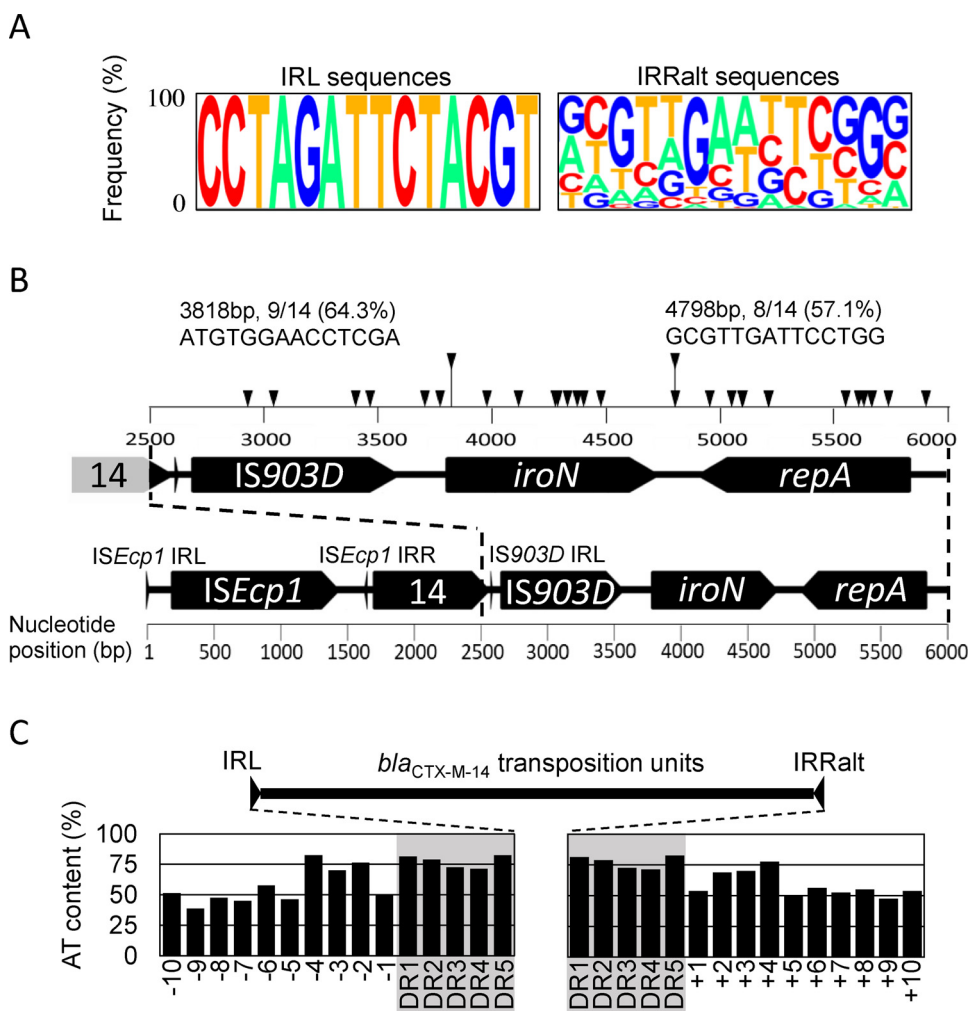 A
IRL sequences IRRalt sequences
Frequency (%)
100
0
CCTAGATTCTACGT
B
3818bp, 9/14 (64.3%) 4798bp, 8/14 (57.1%)
ATGTGGAACCTCGA GCGTTGATTCCTGG
2500 3000 3500 4000 4500 5000 5500 6000
14 IS903D iroN repA
ISEcp1 IRL ISEcp1 IRR IS903D IRL
ISEcp1 14 IS903D iroN repA
Nucleotide
position (bp)
1 500 1000 1500 2000 2500 3000 3500 4000 4500 5000 5500 6000
C
IRL blaCTX-M-14 transposition units IRRalt
AT content (%)
100
75
50
25
0
-10 -9 -8 -7 -6 -5 -4 -3 -2 -1 DR1 DR2 DR3 DR4 DR5 DR1 DR2 DR3 DR4 DR5 +1 +2 +3 +4 +5 +6 +7 +8 +9 +10